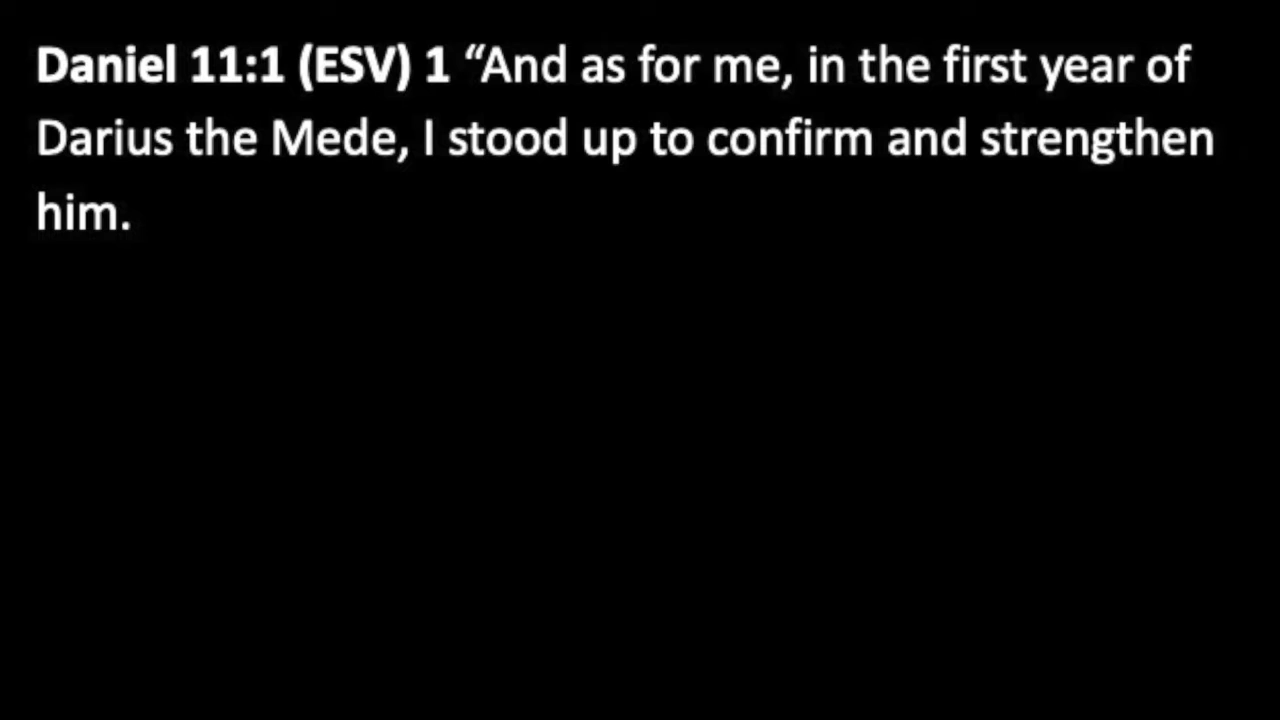 Daniel 11:1 (ESV) 1 “And as for me, in the first year of
Darius the Mede, I stood up to confirm and strengthen
him.